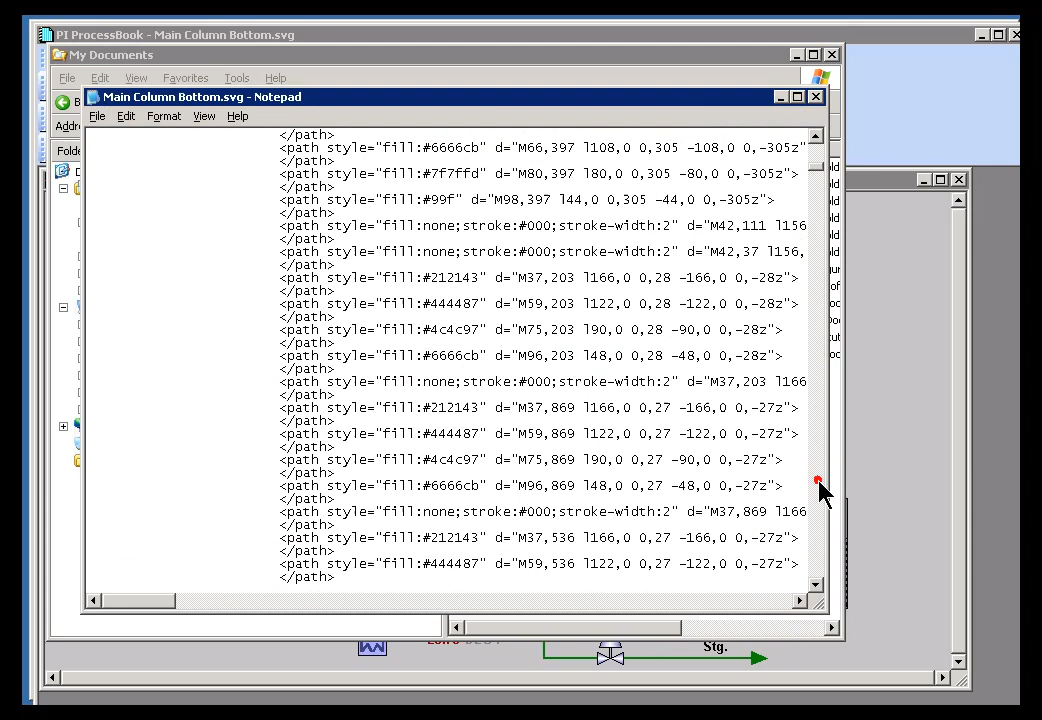 PI ProcessBook - Main Column Bottom.svg
My Documents
File Edit View Favorites Tools Help
B
Addre
Folde
D
Main Column Bottom.svg - Notepad
File Edit Format View Help
</path>
<path style="fill:#6666cb" d="M66,397 l108,0 0,305 -108,0 0,-305z"
</path>
<path style="fill:#7f7ffd" d="M80,397 l80,0 0,305 -80,0 0,-305z">
</path>
<path style="fill:#99f" d="M98,397 l44,0 0,305 -44,0 0,-305z">
</path>
<path style="fill:none;stroke:#000;stroke-width:2" d="M42,111 l156
</path>
<path style="fill:none;stroke:#000;stroke-width:2" d="M42,37 l156,
</path>
<path style="fill:#212143" d="M37,203 l166,0 0,28 -166,0 0,-28z">
</path>
<path style="fill:#444487" d="M59,203 l122,0 0,28 -122,0 0,-28z">
</path>
<path style="fill:#4c4c97" d="M75,203 l90,0 0,28 -90,0 0,-28z">
</path>
<path style="fill:#6666cb" d="M96,203 l48,0 0,28 -48,0 0,-28z">
</path>
<path style="fill:none;stroke:#000;stroke-width:2" d="M37,203 l166
</path>
<path style="fill:#212143" d="M37,869 l166,0 0,27 -166,0 0,-27z">
</path>
<path style="fill:#444487" d="M59,869 l122,0 0,27 -122,0 0,-27z">
</path>
<path style="fill:#4c4c97" d="M75,869 l90,0 0,27 -90,0 0,-27z">
</path>
<path style="fill:#6666cb" d="M96,869 l48,0 0,27 -48,0 0,-27z">
</path>
<path style="fill:none;stroke:#000;stroke-width:2" d="M37,869 l166
</path>
<path style="fill:#212143" d="M37,536 l166,0 0,27 -166,0 0,-27z">
</path>
<path style="fill:#444487" d="M59,536 l122,0 0,27 -122,0 0,-27z">
</path>
Stg.